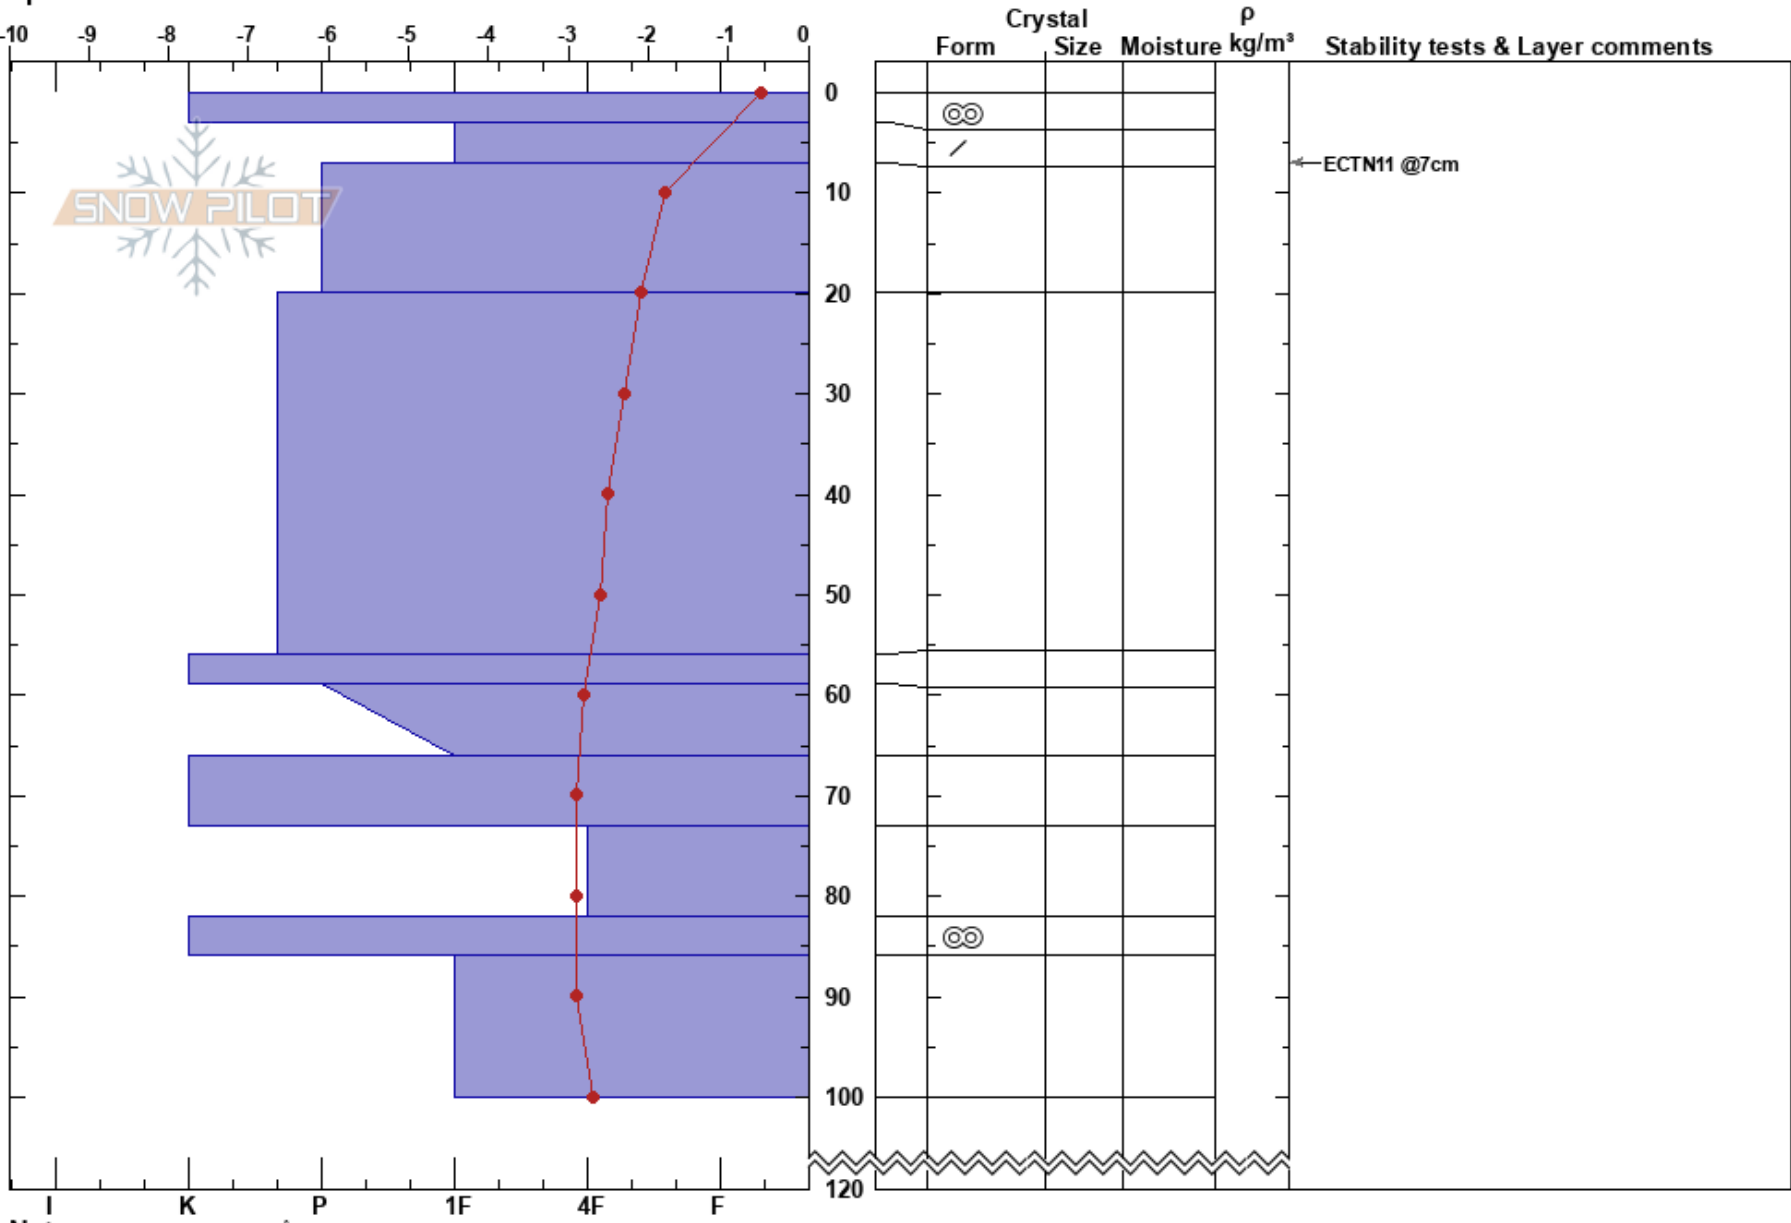 Crystal ρ
-10 -9 -8 -7 -6 -5 -4 -3 -2 -1 0 Form Size Moisture kg/m³ Stability tests & Layer comments
0
ECTN11 @7cm
10
SNOW PILOT
20
30
40
50
60
70
80
90
100
120
I K P 1F 4F F